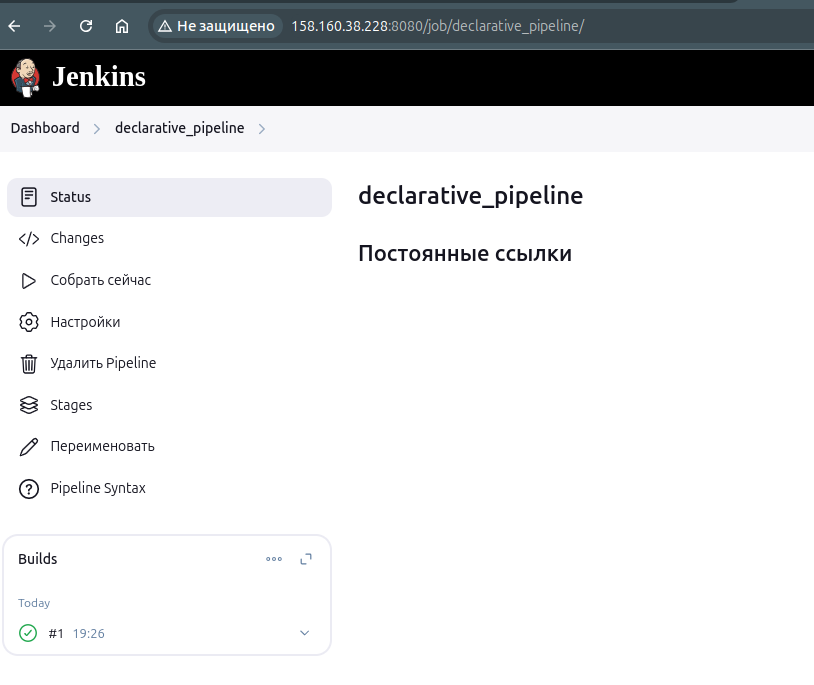 Не защищено 158.160.38.228:8080/job/declarative_pipeline/
Jenkins
Dashboard declarative_pipeline
Status
Changes
Собрать сейчас
Настройки
Удалить Pipeline
Stages
Переименовать
Pipeline Syntax
Builds
Today
#1 19:26
declarative_pipeline
Постоянные ссылки